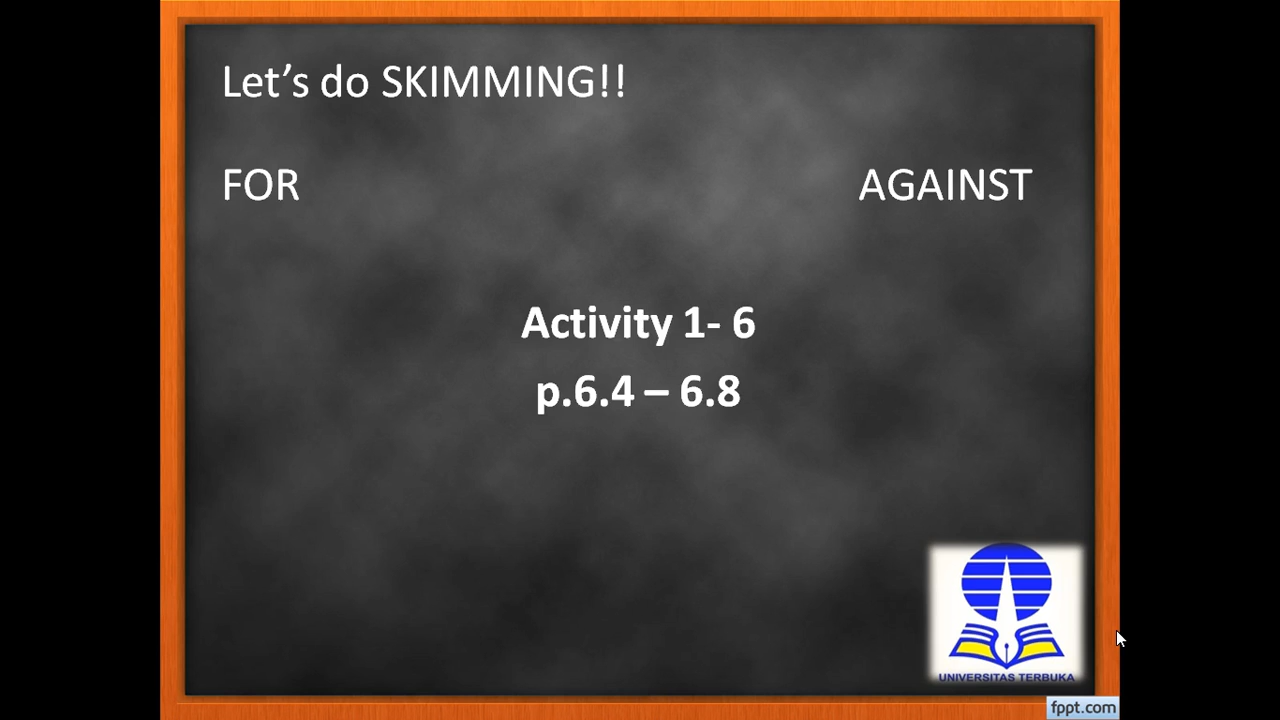 Let’s do SKIMMING!!
FOR AGAINST
Activity 1- 6
p.6.4 – 6.8
UNIVERSITAS TERBUKA
fppt.com